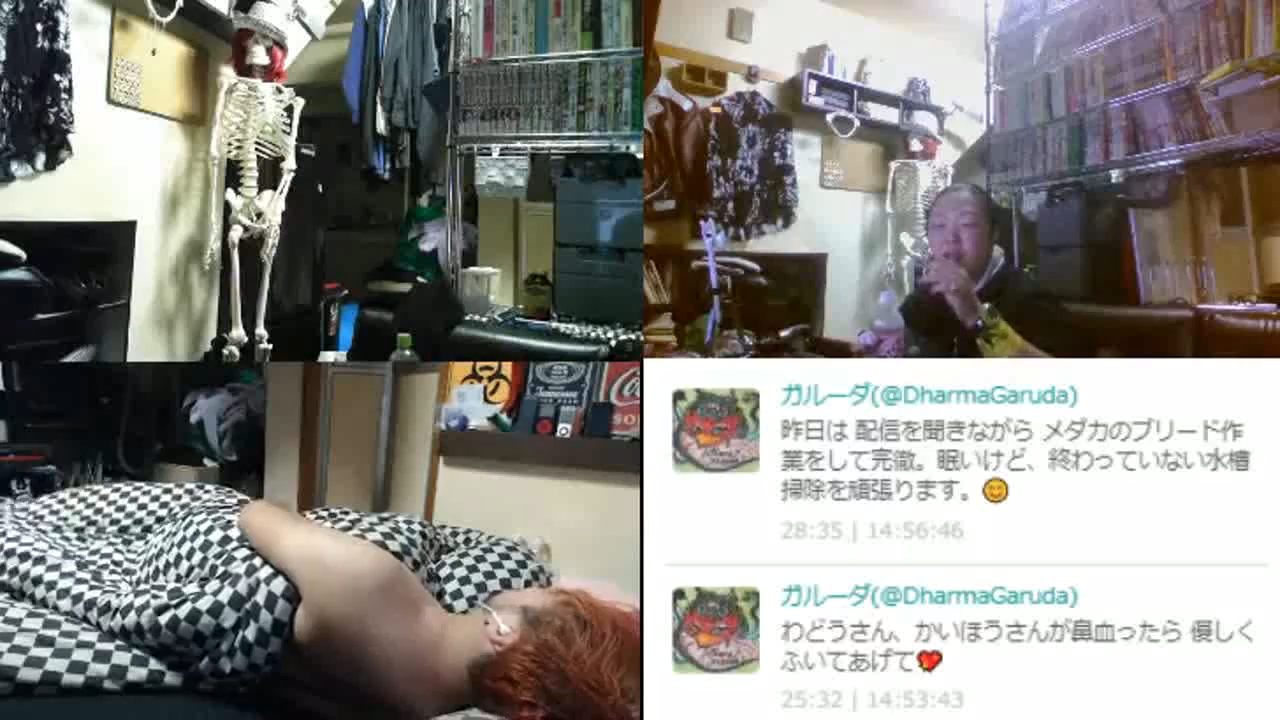 Coca
ガルーダ(@DharmaGaruda)
昨日は 配信を聞きながら メダカのブリード作
業をして完徹。眠いけど、終わっていない水槽
掃除を頑張ります。😊
28:35 | 14:56:46
ガルーダ(@DharmaGaruda)
わどうさん、かいほうさんが鼻血ったら 優しく
ふいてあげて💖
25:32 | 14:53:43